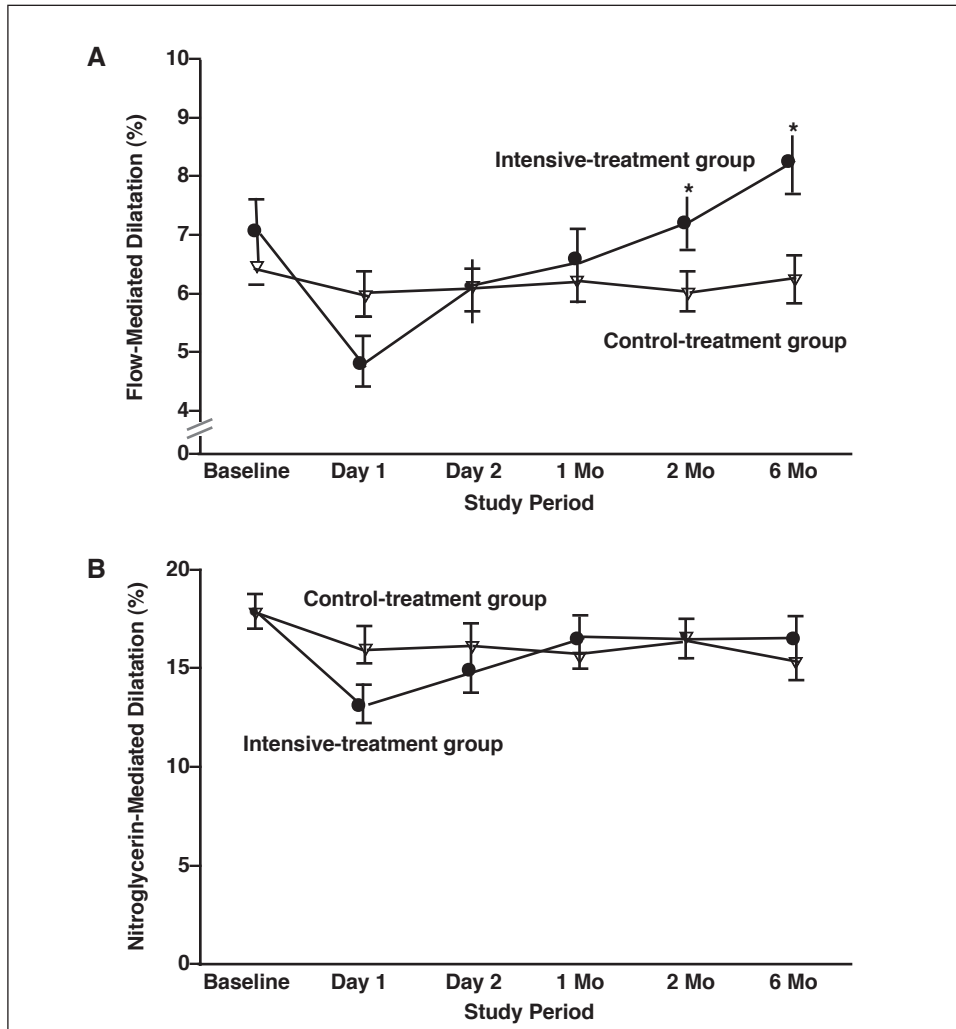 A
Flow-Mediated Dilatation (%)
10
9
8
7
6
5
4
0
*
*
Intensive-treatment group
Control-treatment group
Baseline Day 1 Day 2 1 Mo 2 Mo 6 Mo
Study Period
B
Nitroglycerin-Mediated Dilatation (%)
20
15
10
5
0
Control-treatment group
Intensive-treatment group
Baseline Day 1 Day 2 1 Mo 2 Mo 6 Mo
Study Period